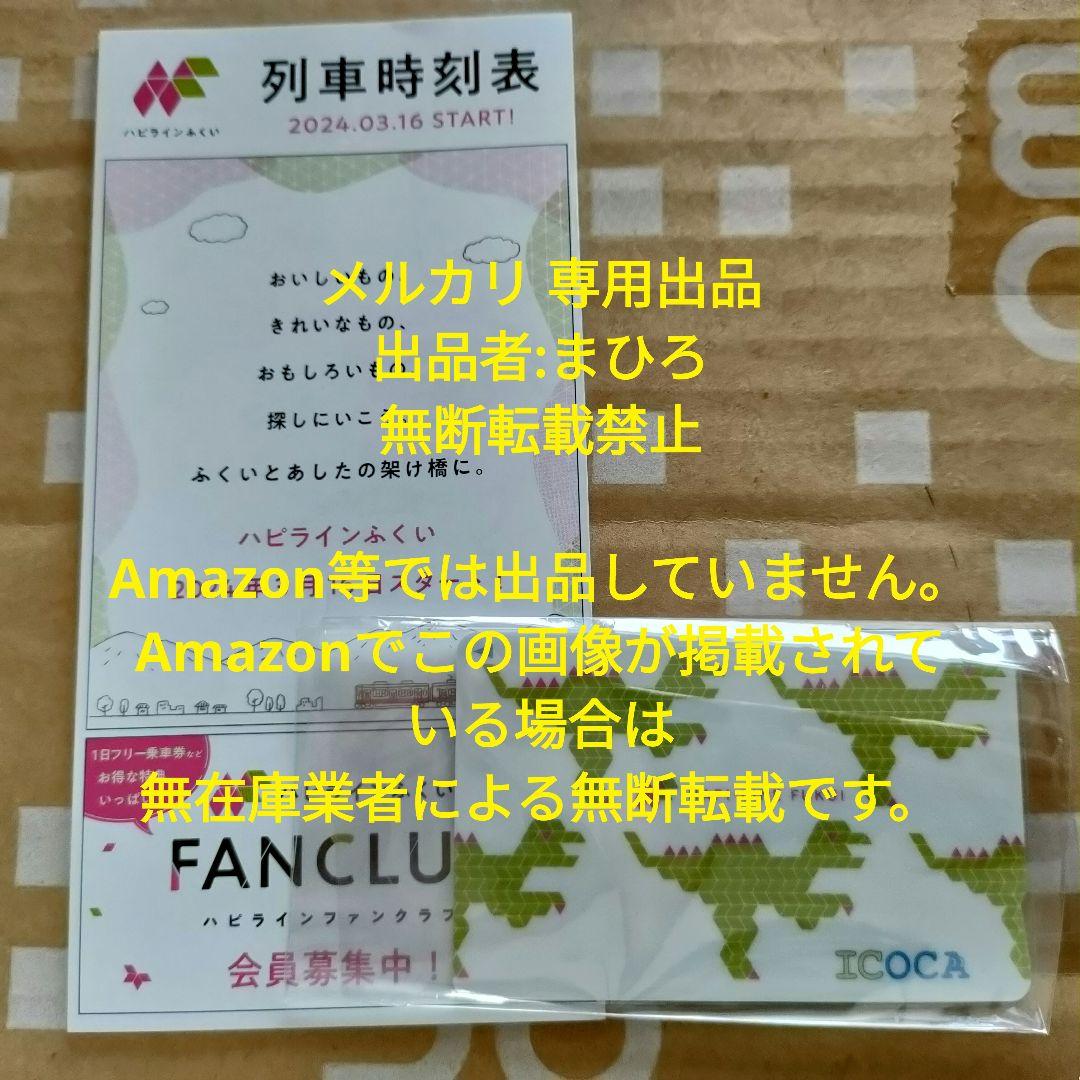 ハピラインふくい
列車時刻表
2024.03.16 START!
おいしいもの、
きれいなもの、
おもしろいもの
探しにいこ
ふくいとあしたの架け橋に。
ハピラインふくい
メルカリ 専用出品
出品者:まひろ
無断転載禁止
Amazon等では出品していません。
Amazonでこの画像が掲載されて
いる場合は
無在庫業者による無断転載です。
1日フリー乗車券など
お得な特典
いっぱ
FANCLU
ハピラインファンクラブ
会員募集中!
ICOCA